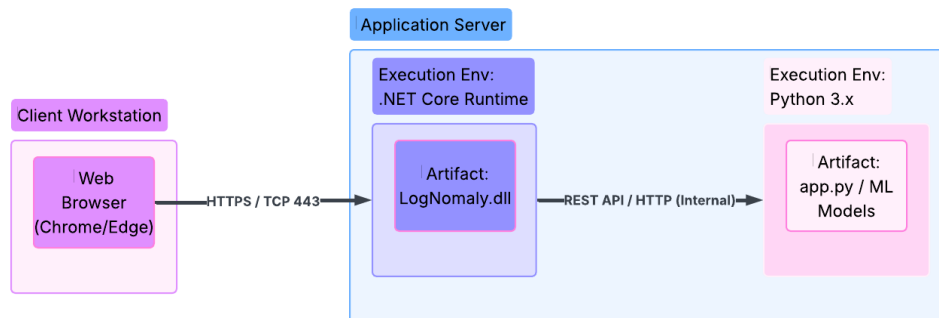 Application Server
Execution Env:
.NET Core Runtime
Execution Env:
Python 3.x
Client Workstation
Web
Browser
(Chrome/Edge)
HTTPS / TCP 443
Artifact:
LogNomaly.dll
REST API / HTTP (Internal)
Artifact:
app.py / ML
Models